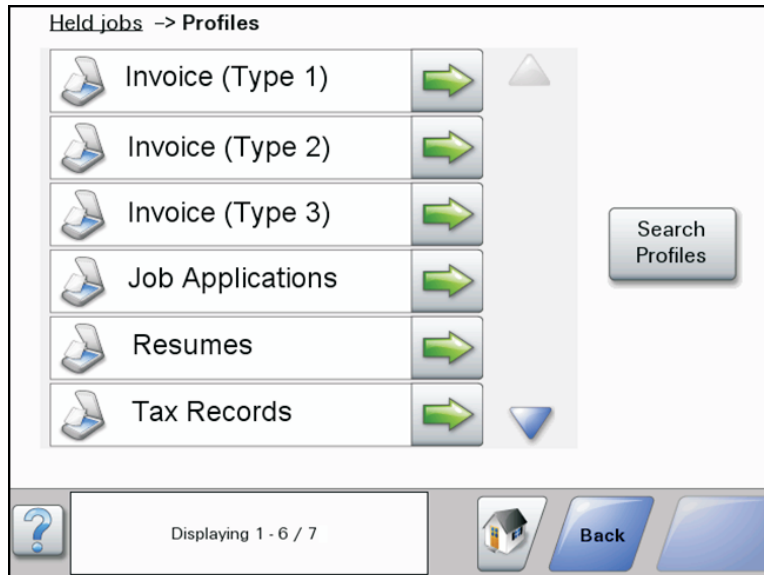 Held jobs –> Profiles
Invoice (Type 1)
Invoice (Type 2)
Invoice (Type 3)
Job Applications
Resumes
Tax Records
Search
Profiles
?
Displaying 1 - 6 / 7
Back